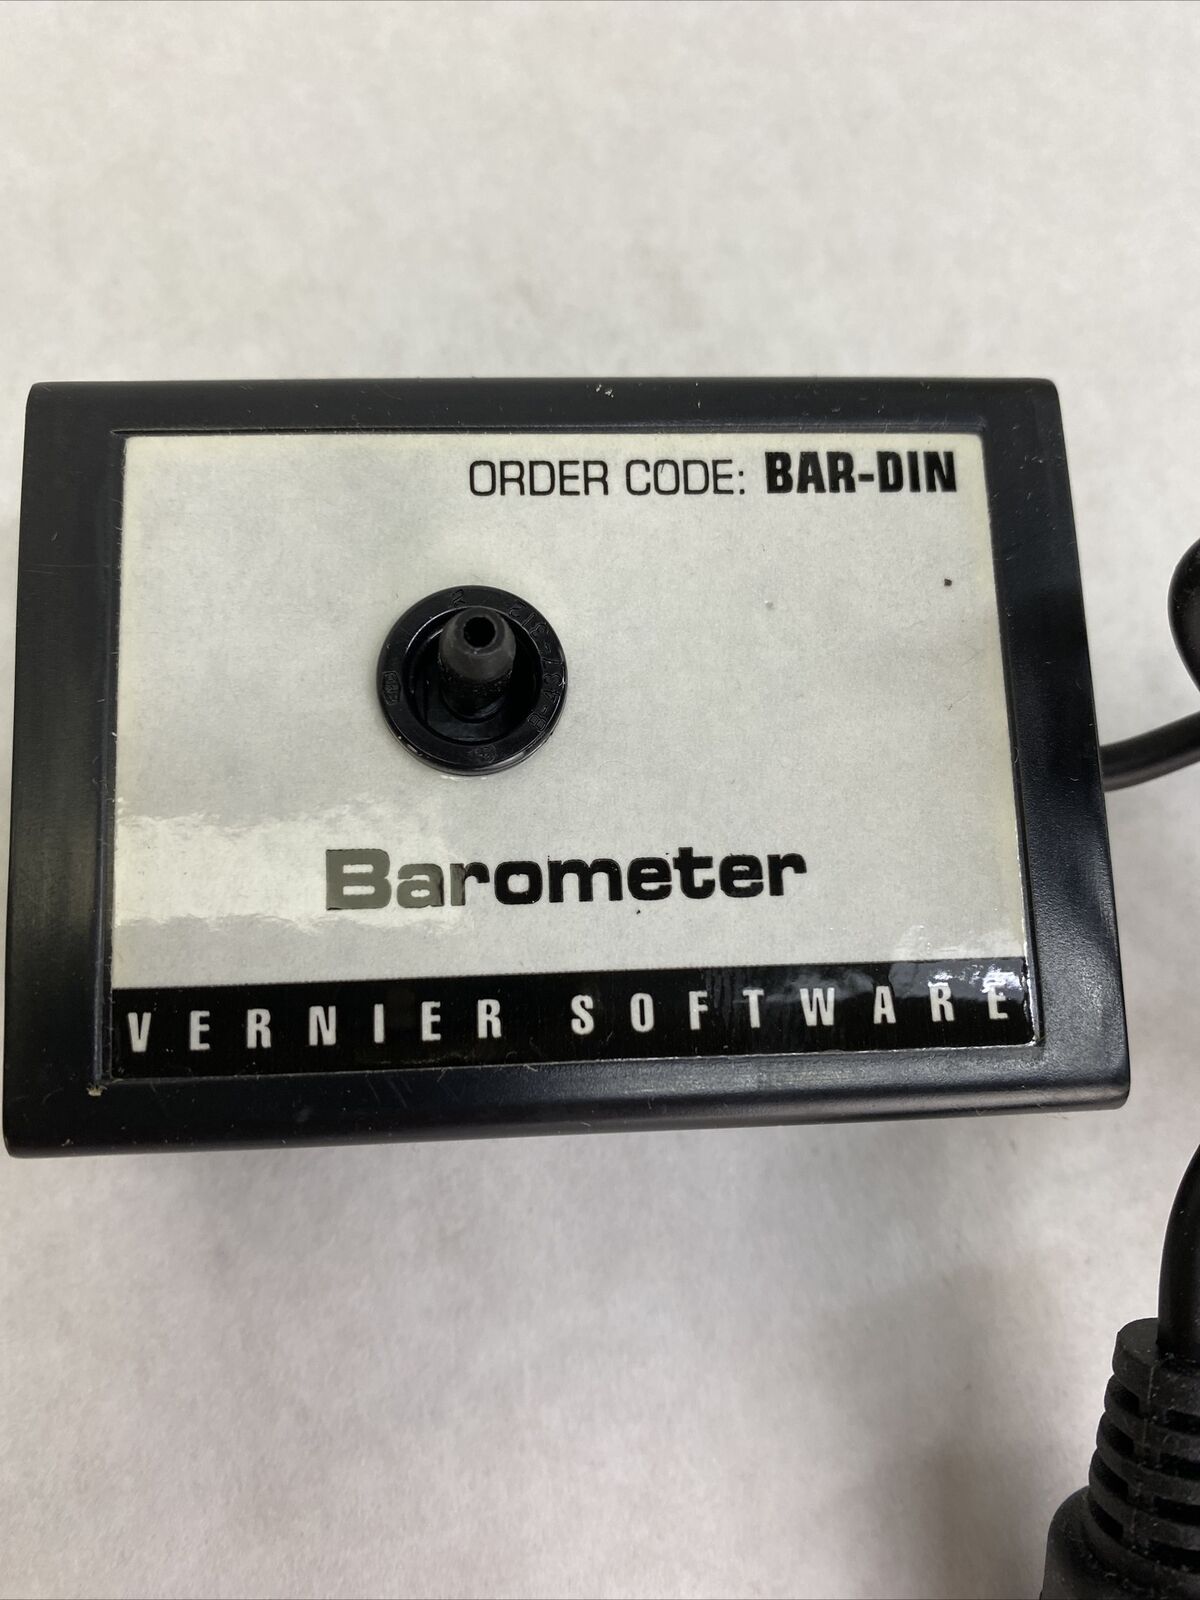 ORDER CODE: BAR-DIN
Barometer
VERNIER SOFTWARE